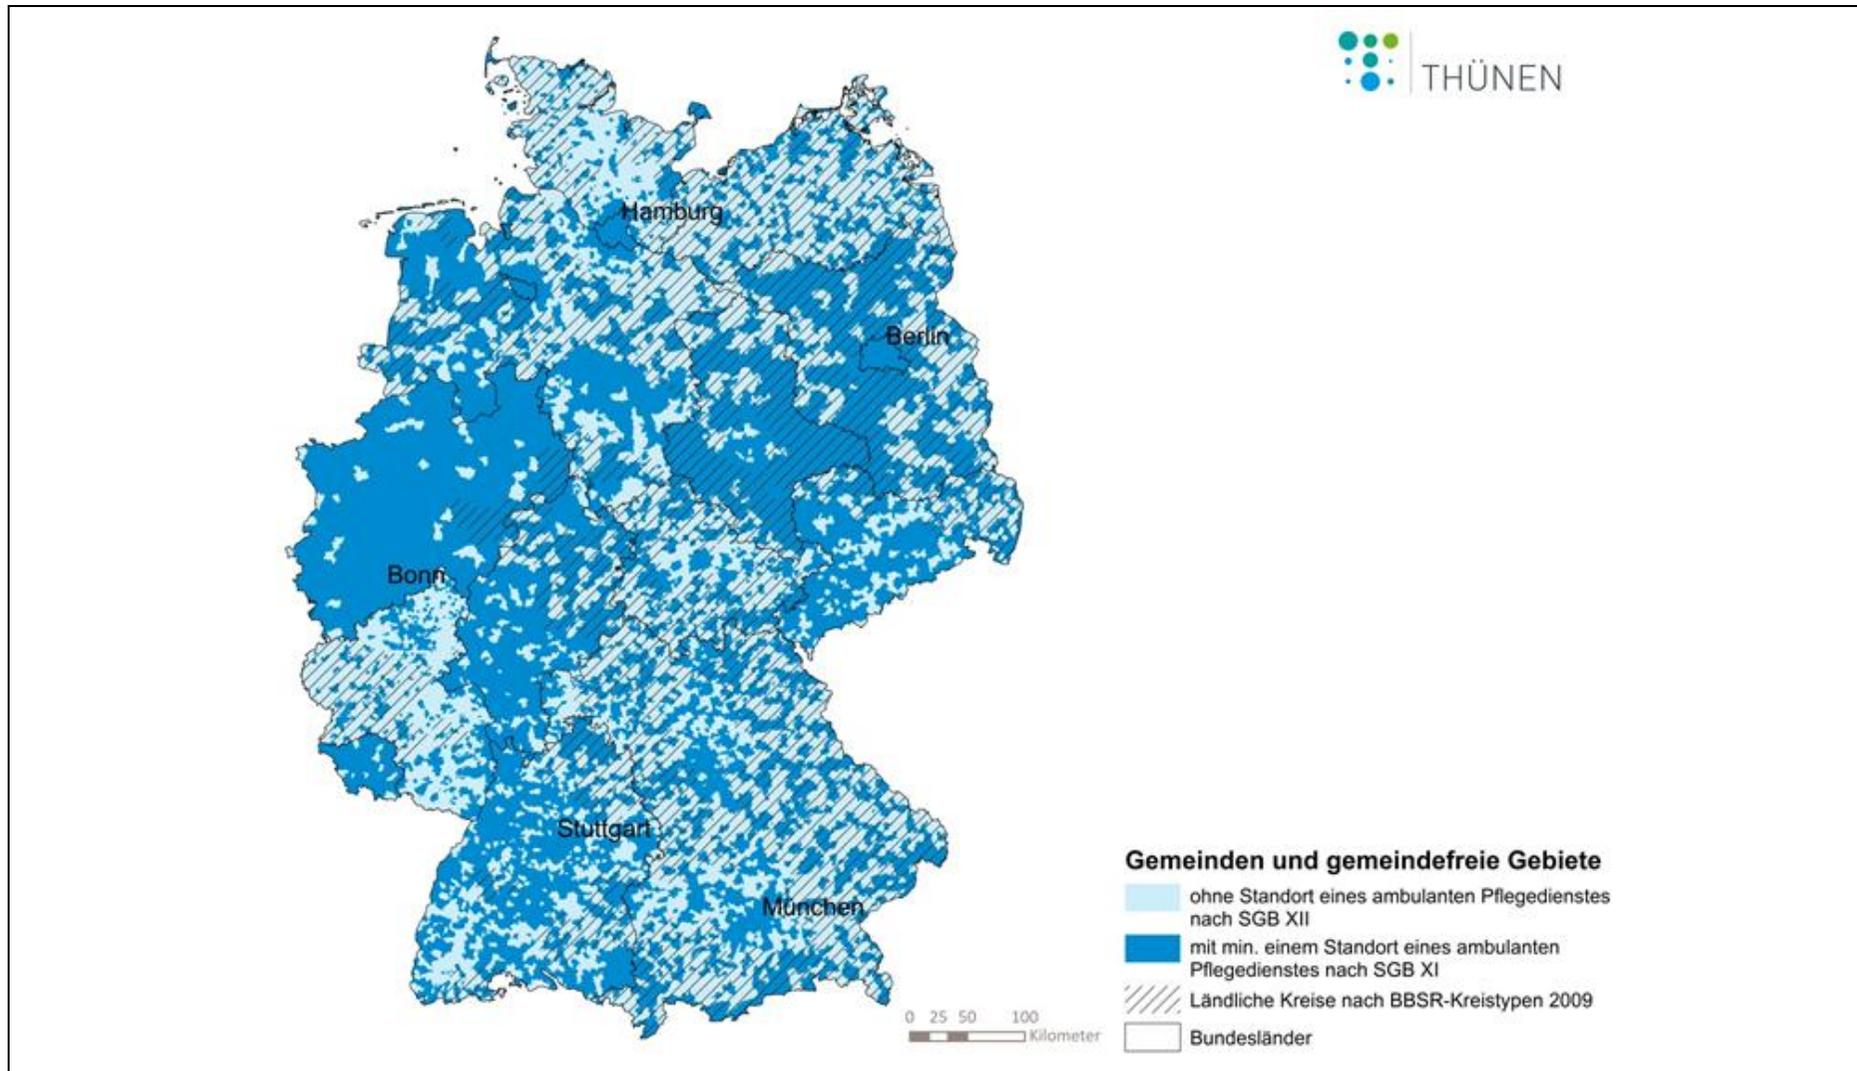 THÜNEN
Hamburg
Berlin
Bonn
Stuttgart
München
Gemeinden und gemeindefreie Gebiete
ohne Standort eines ambulanten Pflegedienstes
nach SGB XII
mit min. einem Standort eines ambulanten
Pflegedienstes nach SGB XI
Ländliche Kreise nach BBSR-Kreistypen 2009
Bundesländer
0 25 50 100
Kilometer